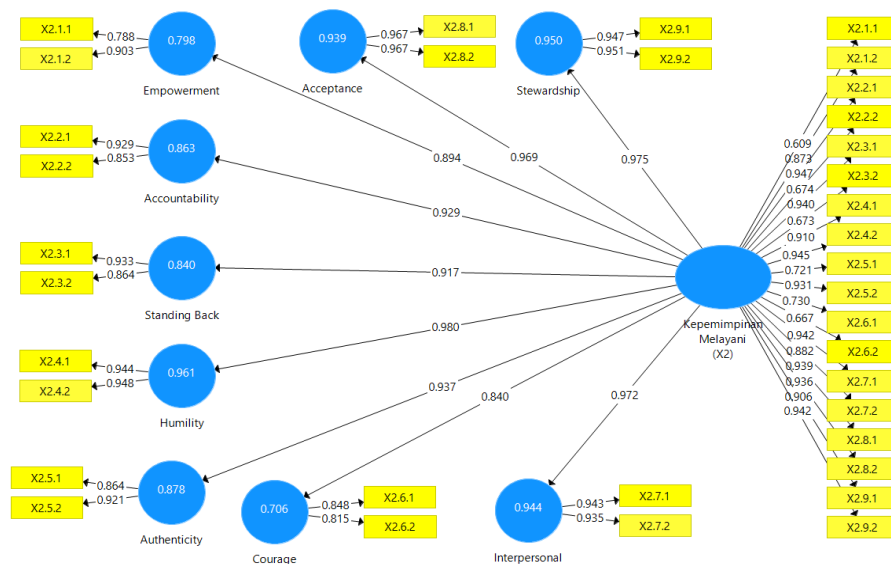 X2.1.1
X2.1.2
0.788
0.903
0.798
Empowerment
0.939
Acceptance
0.967
0.967
X2.8.1
X2.8.2
0.950
Stewardship
0.947
0.951
X2.9.1
X2.9.2
X2.2.1
X2.2.2
0.929
0.853
0.863
Accountability
X2.3.1
X2.3.2
0.933
0.864
0.840
Standing Back
X2.4.1
X2.4.2
0.944
0.948
0.961
Humility
X2.5.1
X2.5.2
0.864
0.921
0.878
Authenticity
0.706
Courage
0.848
0.815
X2.6.1
X2.6.2
0.944
Interpersonal
0.943
0.935
X2.7.1
X2.7.2
0.894
0.969
0.975
0.929
0.917
0.980
0.937
0.840
0.972
Kepemimpinan
Melayani
(X2)
0.609
0.873
0.947
0.674
0.940
0.673
0.910
0.945
0.721
0.931
0.730
0.667
0.942
0.882
0.939
0.936
0.906
0.942
X2.1.1
X2.1.2
X2.2.1
X2.2.2
X2.3.1
X2.3.2
X2.4.1
X2.4.2
X2.5.1
X2.5.2
X2.6.1
X2.6.2
X2.7.1
X2.7.2
X2.8.1
X2.8.2
X2.9.1
X2.9.2